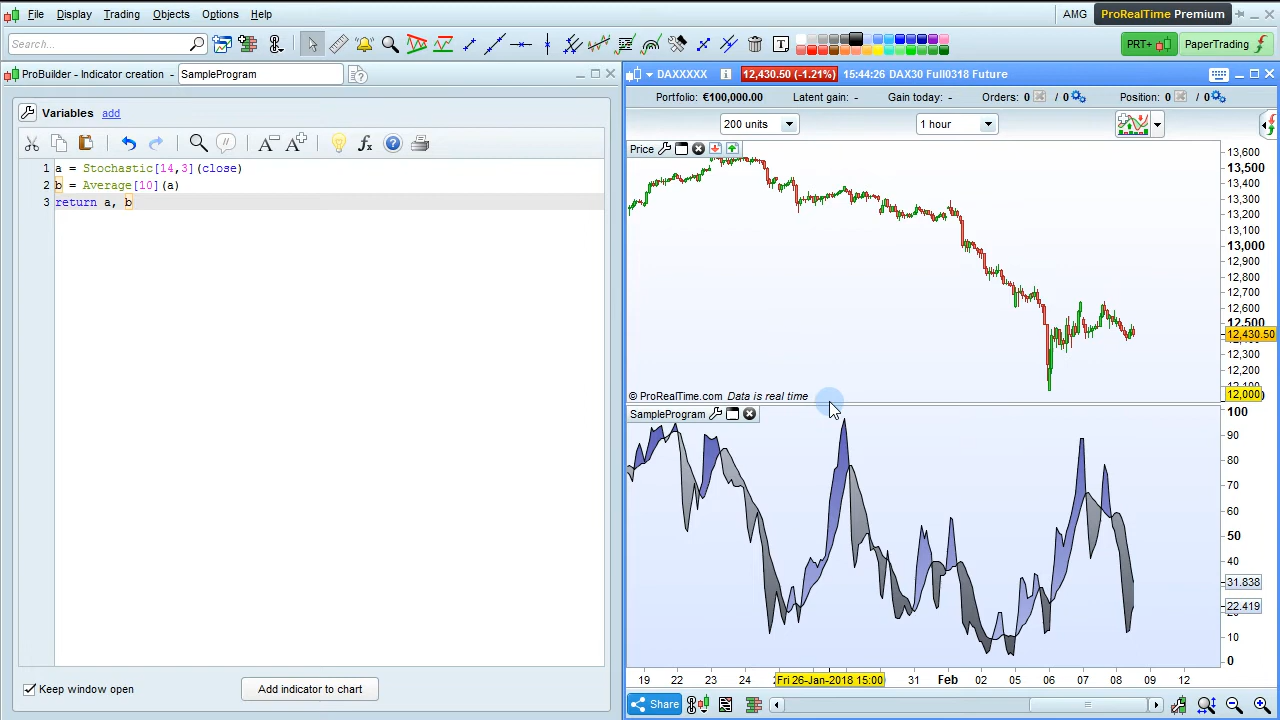 File Display Trading Objects Options Help AMG ProRealTime Premium
Search... PRT+ PaperTrading
ProBuilder - Indicator creation SampleProgram
DAXXXXX 12,430.50 (-1.21%) 15:44:26 DAX30 Full0318 Future
Portfolio: €100,000.00 Latent gain: - Gain today: - Orders: 0 / 0 Position: 0 / 0
Variables add
200 units 1 hour
1 a = Stochastic[14,3](close)
2 b = Average[10](a)
3 return a, b
Price
13,600
13,500
13,400
13,300
13,200
13,100
13,000
12,900
12,800
12,700
12,600
12,500
12,430.50
12,300
12,200
12,100
12,000
© ProRealTime.com Data is real time
SampleProgram
100
90
80
70
60
50
40
31.838
22.419
10
0
19 22 23 24 Fri 26-Jan-2018 15:00 31 Feb 02 05 06 07 08 09 12
Keep window open Add indicator to chart
Share